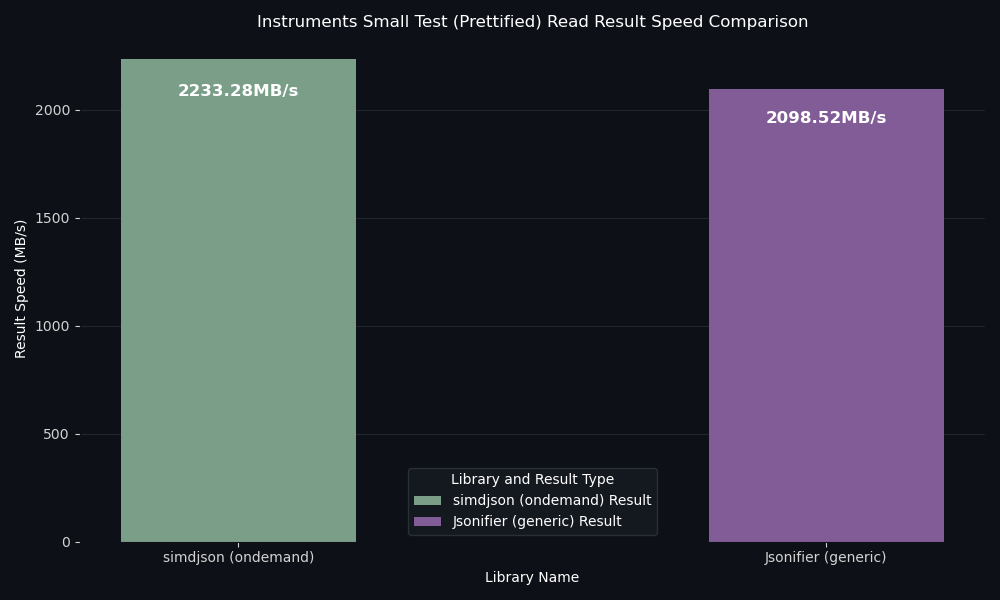 Instruments Small Test (Prettified) Read Result Speed Comparison
2233.28MB/s
2098.52MB/s
2000
1500
1000
500
0
Result Speed (MB/s)
Library and Result Type
simdjson (ondemand) Result
Jsonifier (generic) Result
simdjson (ondemand)
Jsonifier (generic)
Library Name